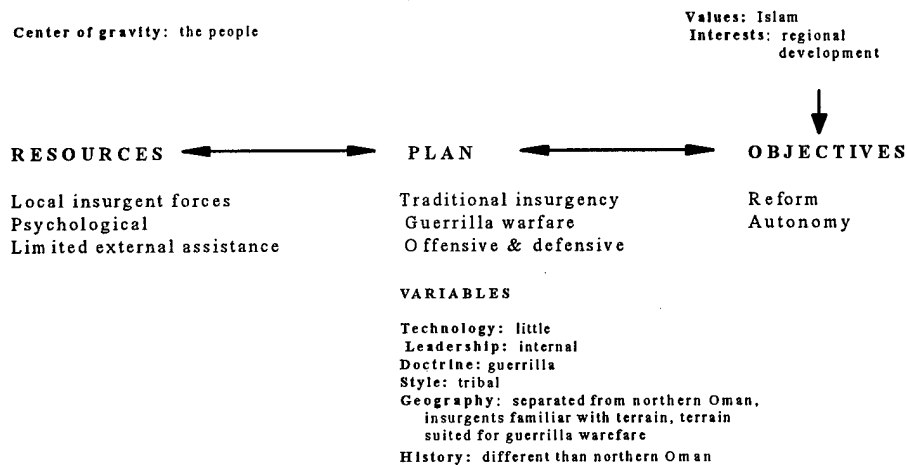 Center of gravity: the people
Values: Islam
Interests: regional
development
RESOURCES
PLAN
OBJECTIVES
Local insurgent forces
Psychological
Limited external assistance
Traditional insurgency
Guerrilla warfare
Offensive & defensive
Reform
Autonomy
VARIABLES
Technology: little
Leadership: internal
Doctrine: guerrilla
Style: tribal
Geography: separated from northern Oman,
insurgents familiar with terrain, terrain
suited for guerrilla warefare
History: different than northern Oman